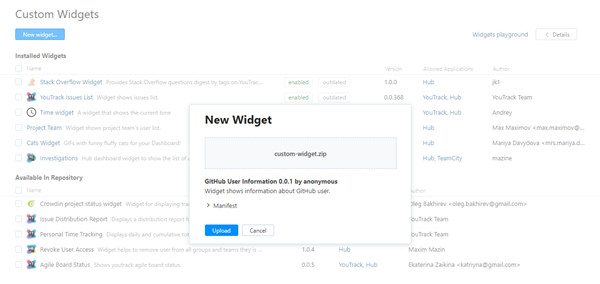 Custom Widgets
New widget...
Widgets playground
Details
Installed Widgets
Name
Version
Allowed Applications
Author
Stack Overflow Widget Provides Stack Overflow questions digest by tags on YouTrac... enabled outdated 1.0.0 Hub jk1
YouTrack Issues List Widget shows issues list. enabled outdated 0.0.368 YouTrack, Hub YouTrack Team
Time widget A widget that shows the current time Andrey
Project Team Widget shows project team's user list. Max Maximov <max.maximov@...
Cats Widget GIFs with funny fluffy cats for your Dashboard! Mariya Davydova <mrs.mariya.d...
Investigations Hub dashboard widget to show the list of Hub, TeamCity mazine
New Widget
custom-widget.zip
GitHub User Information 0.0.1 by anonymous
Widget shows information about GitHub user.
Manifest
Upload Cancel
Available in Repository
Name
Author
Crowdin project status widget Widget for displaying tra Oleg Bakhirev <oleg.bakhirev@gmail.com>
Issue Distribution Report Displays a distribution report YouTrack Team
Personal Time Tracking Displays daily and cumulative tot YouTrack Team
Revoke User Access Widget helps to remove user from all groups and teams they is... 1.0.4 Hub Maxim Mazin
Agile Board Status Shows youtrack agile board status. 0.0.5 YouTrack, Hub Ekaterina Zaikina <katriyna@gmail.com>